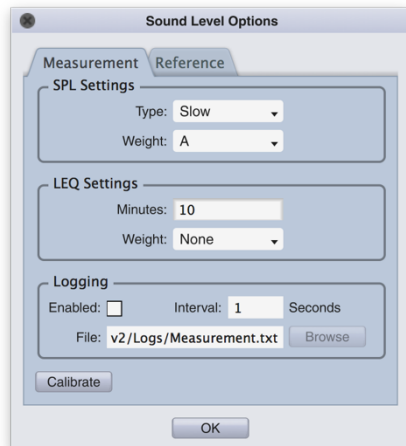 Sound Level Options
Measurement Reference
SPL Settings
Type: Slow
Weight: A
LEQ Settings
Minutes: 10
Weight: None
Logging
Enabled: Interval: 1 Seconds
File: v2/Logs/Measurement.txt Browse
Calibrate
OK